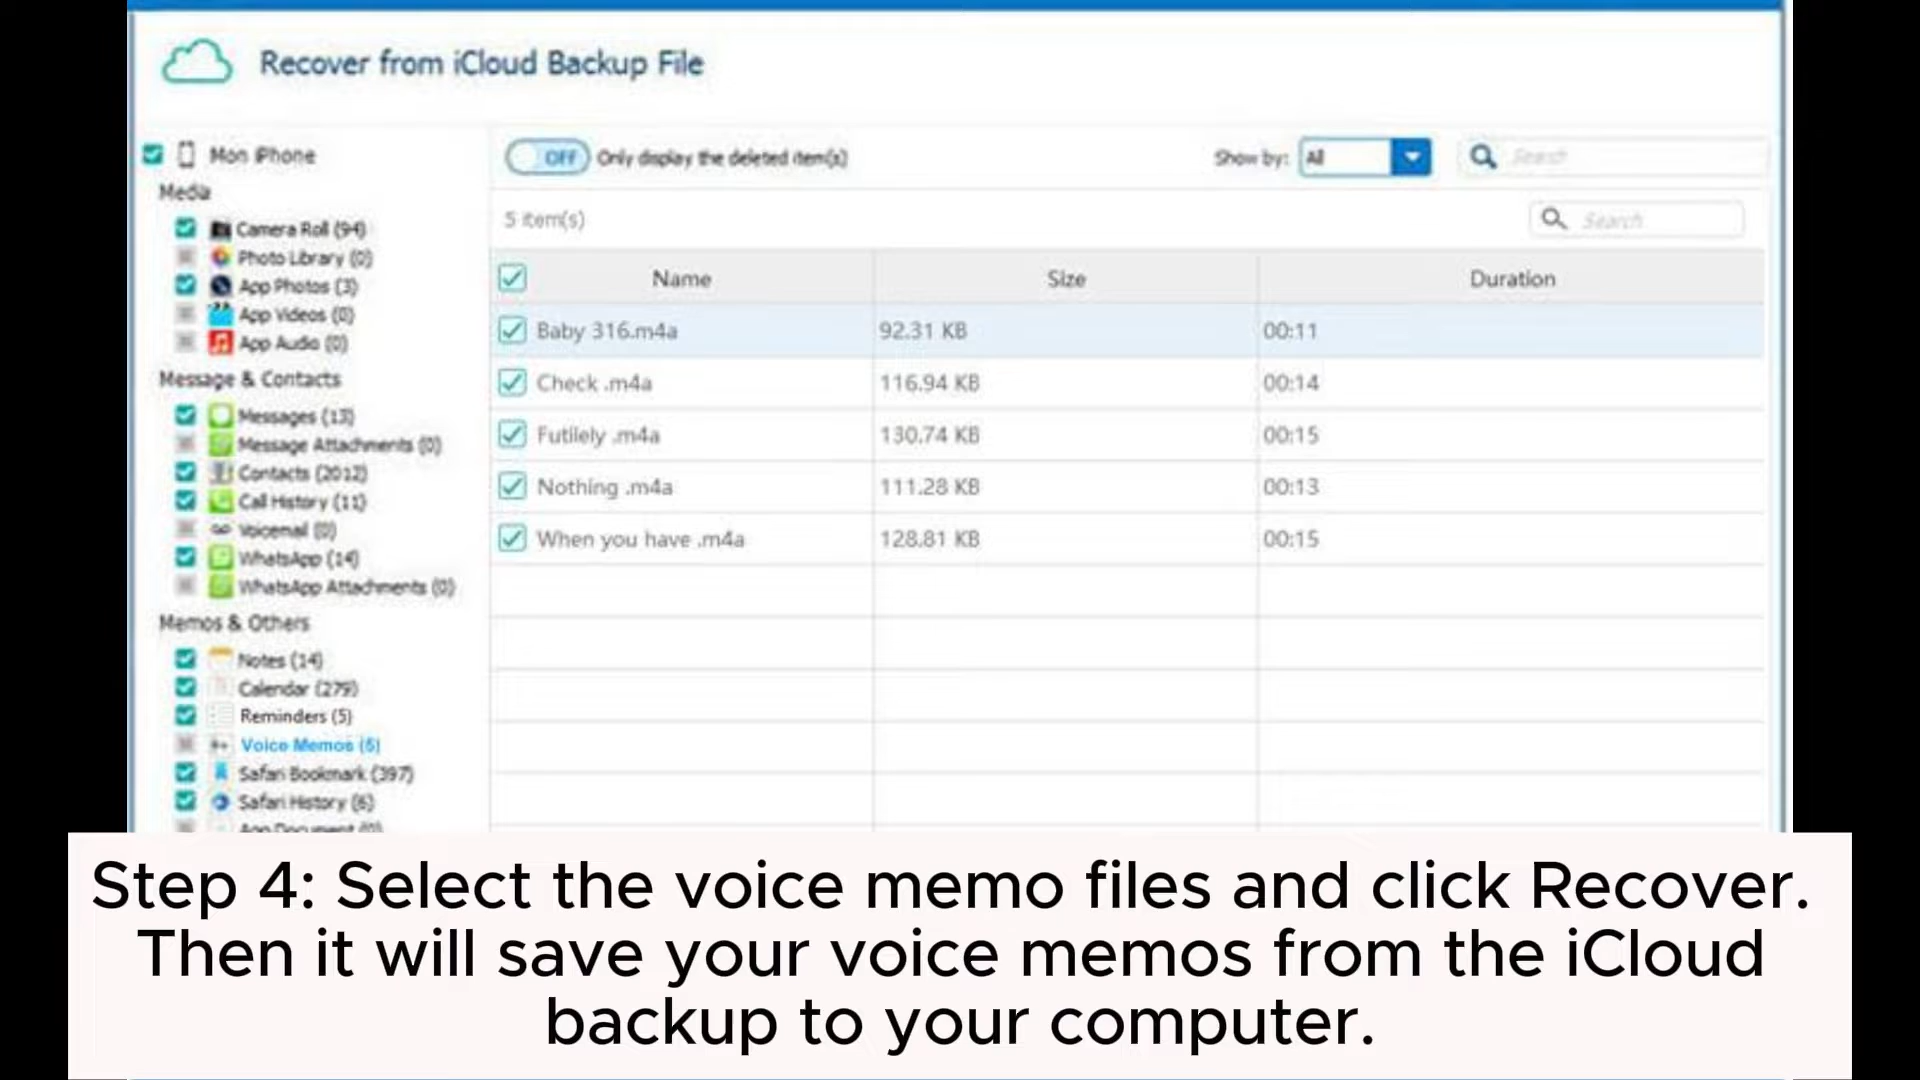 Recover from iCloud Backup File
Mon iPhone
OFF Only display the deleted item(s)
Show by: All
Search
Media
Camera Roll (94)
Photo Library (0)
App Photos (3)
App Videos (0)
App Audio (0)
Message & Contacts
Messages (13)
Message Attachments (0)
Contacts (2012)
Call History (11)
Voicemail (0)
WhatsApp (14)
WhatsApp Attachments (0)
Memos & Others
Notes (14)
Calendar (279)
Reminders (5)
Voice Memos (5)
Safari Bookmark (397)
Safari History (6)
App Document (0)
5 item(s)
Search
Name Size Duration
Baby 316.m4a 92.31 KB 00:11
Check .m4a 116.94 KB 00:14
Futilely .m4a 130.74 KB 00:15
Nothing .m4a 111.28 KB 00:13
When you have .m4a 128.81 KB 00:15
Step 4: Select the voice memo files and click Recover.
Then it will save your voice memos from the iCloud
backup to your computer.